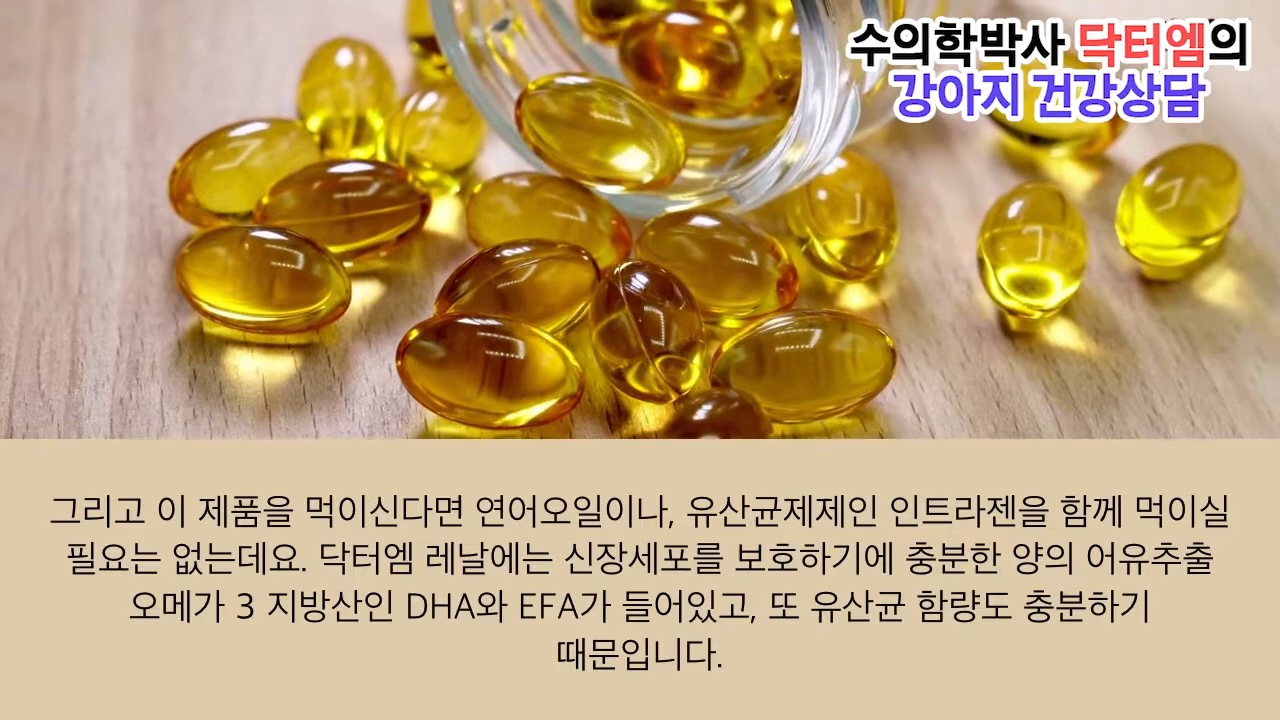 수의학박사 닥터엠의
강아지 건강상담
그리고 이 제품을 먹이신다면 연어오일이나, 유산균제제인 인트라젠을 함께 먹이실
필요는 없는데요. 닥터엠 레날에는 신장세포를 보호하기에 충분한 양의 어유추출
오메가 3 지방산인 DHA와 EFA가 들어있고, 또 유산균 함량도 충분하기
때문입니다.